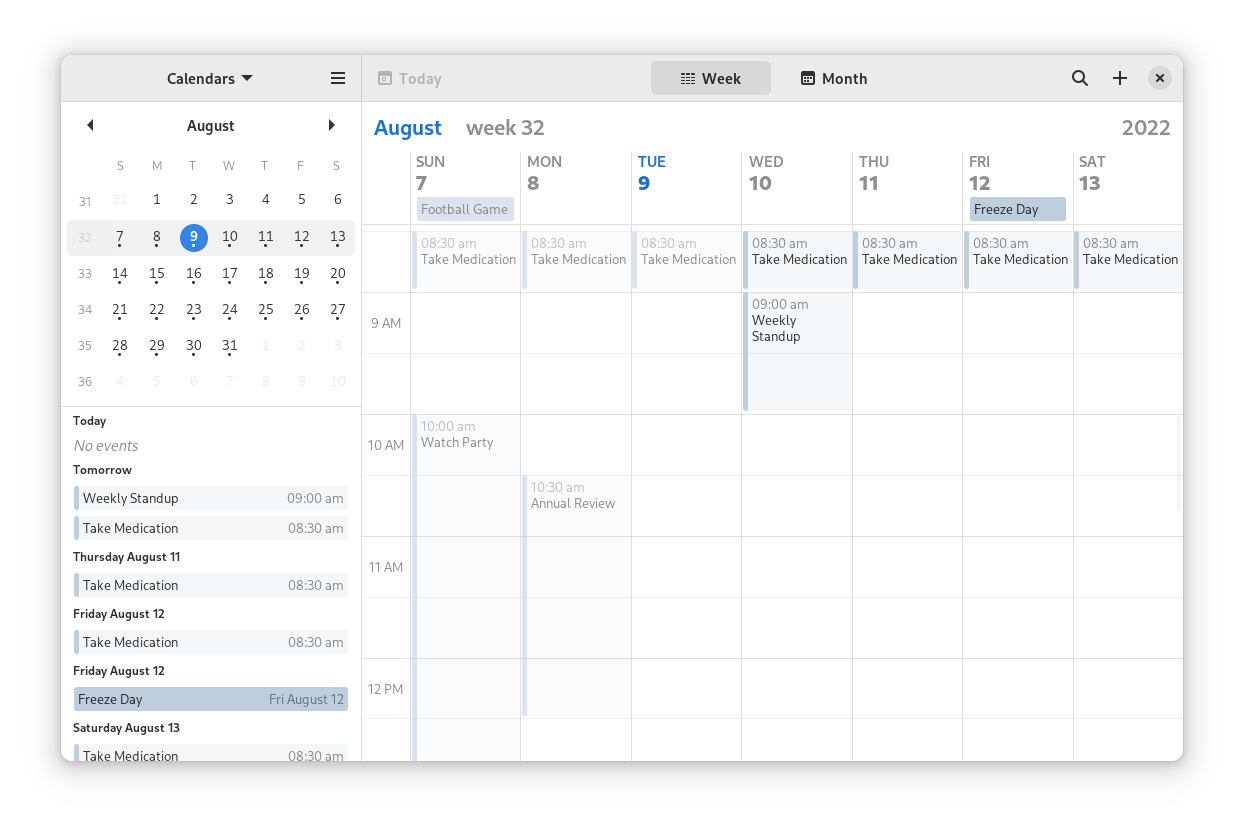 Calendars
Today
Week
Month
August
S M T W T F S
31 31 1 2 3 4 5 6
32 7 8 9 10 11 12 13
33 14 15 16 17 18 19 20
34 21 22 23 24 25 26 27
35 28 29 30 31 1 2 3
36 4 5 6 7 8 9 10
Today
No events
Tomorrow
Weekly Standup 09:00 am
Take Medication 08:30 am
Thursday August 11
Take Medication 08:30 am
Friday August 12
Take Medication 08:30 am
Friday August 12
Freeze Day Fri August 12
Saturday August 13
Take Medication 08:30 am
August week 32 2022
SUN MON TUE WED THU FRI SAT
7 8 9 10 11 12 13
Football Game Freeze Day
08:30 am 08:30 am 08:30 am 08:30 am 08:30 am 08:30 am 08:30 am
Take Medication Take Medication Take Medication Take Medication Take Medication Take Medication Take Medication
09:00 am
9 AM Weekly
Standup
10:00 am
10 AM Watch Party
10:30 am
Annual Review
11 AM
12 PM